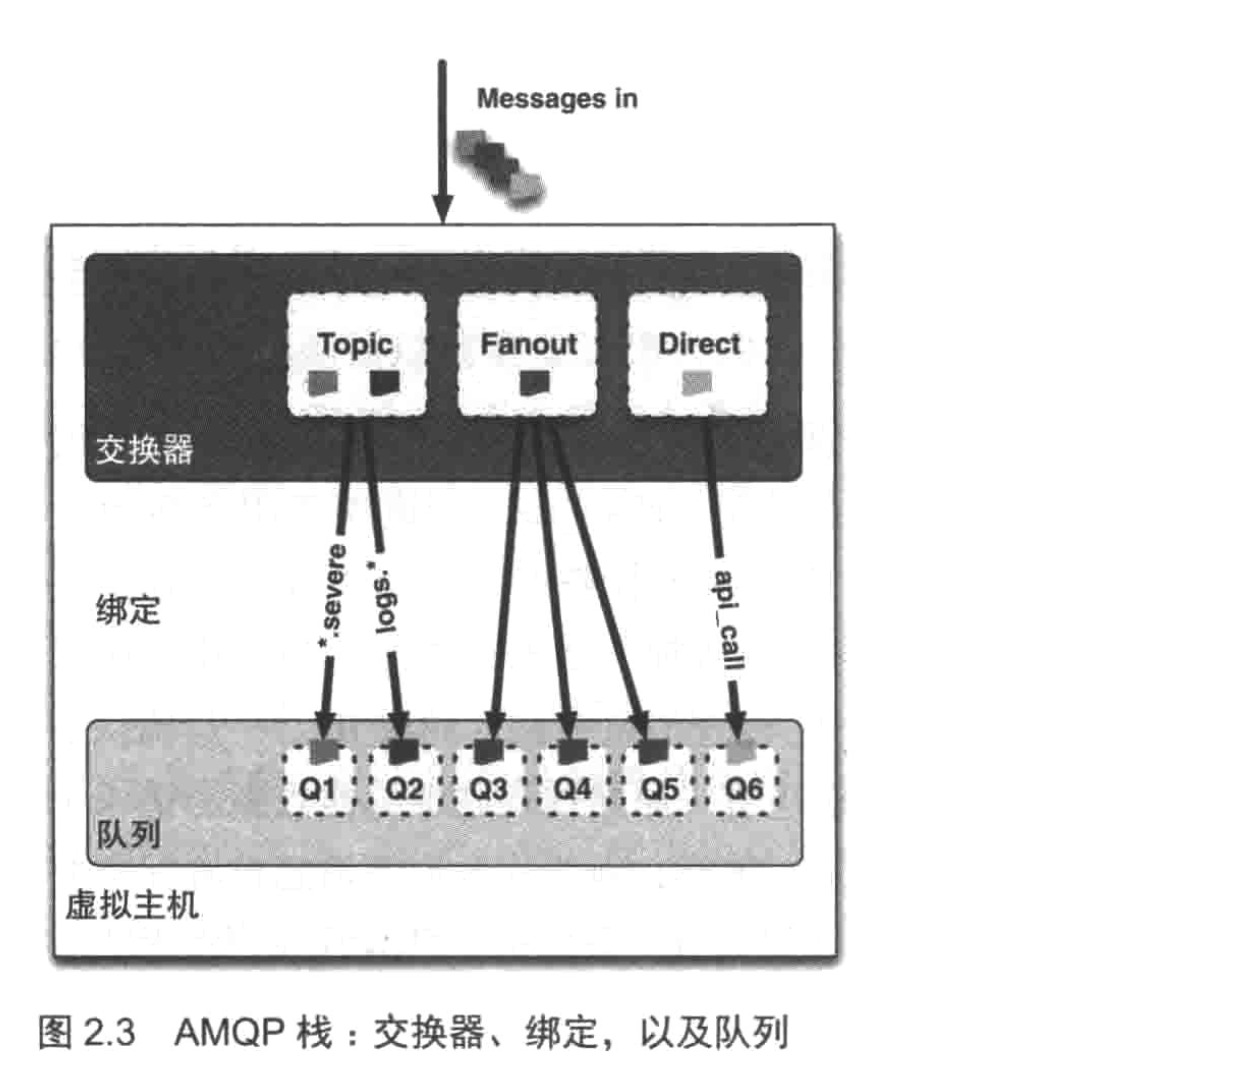 Messages in
Topic
Fanout
Direct
交换器
*.severe
logs.*
api_call
绑定
Q1
Q2
Q3
Q4
Q5
Q6
队列
虚拟主机
图 2.3 AMQP 栈：交换器、绑定，以及队列